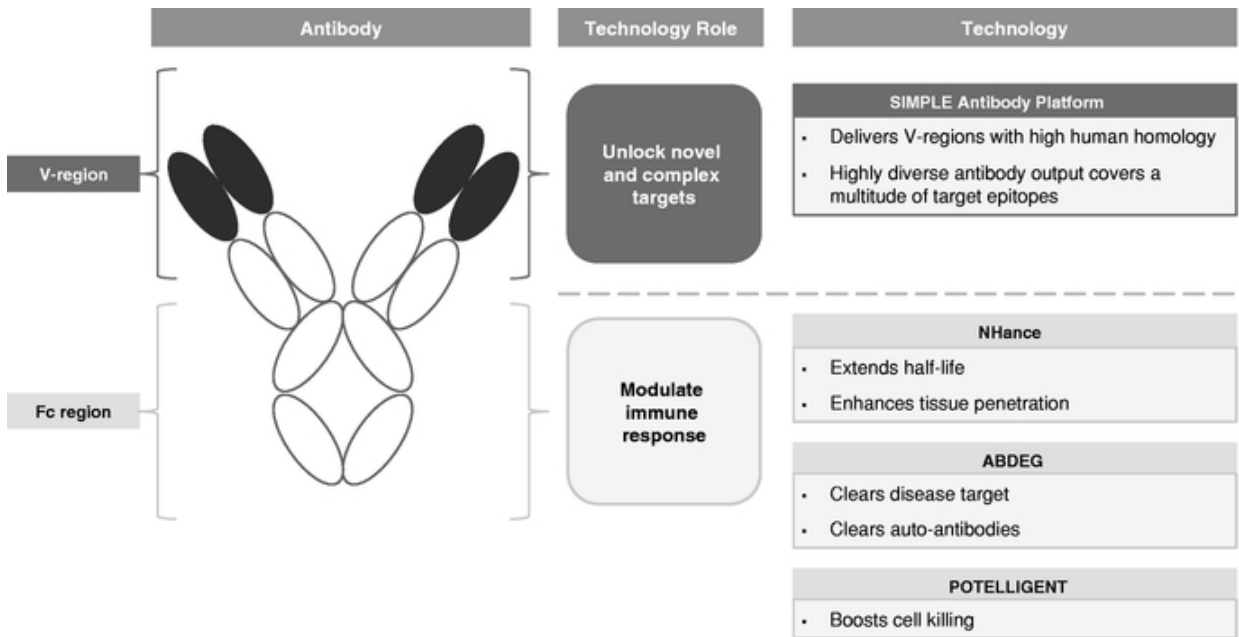 Antibody
Technology Role
Technology
V-region
Unlock novel
and complex
targets
SIMPLE Antibody Platform
• Delivers V-regions with high human homology
• Highly diverse antibody output covers a
multitude of target epitopes
Fc region
Modulate
immune
response
NHance
• Extends half-life
• Enhances tissue penetration
ABDEG
• Clears disease target
• Clears auto-antibodies
POTELLIGENT
• Boosts cell killing